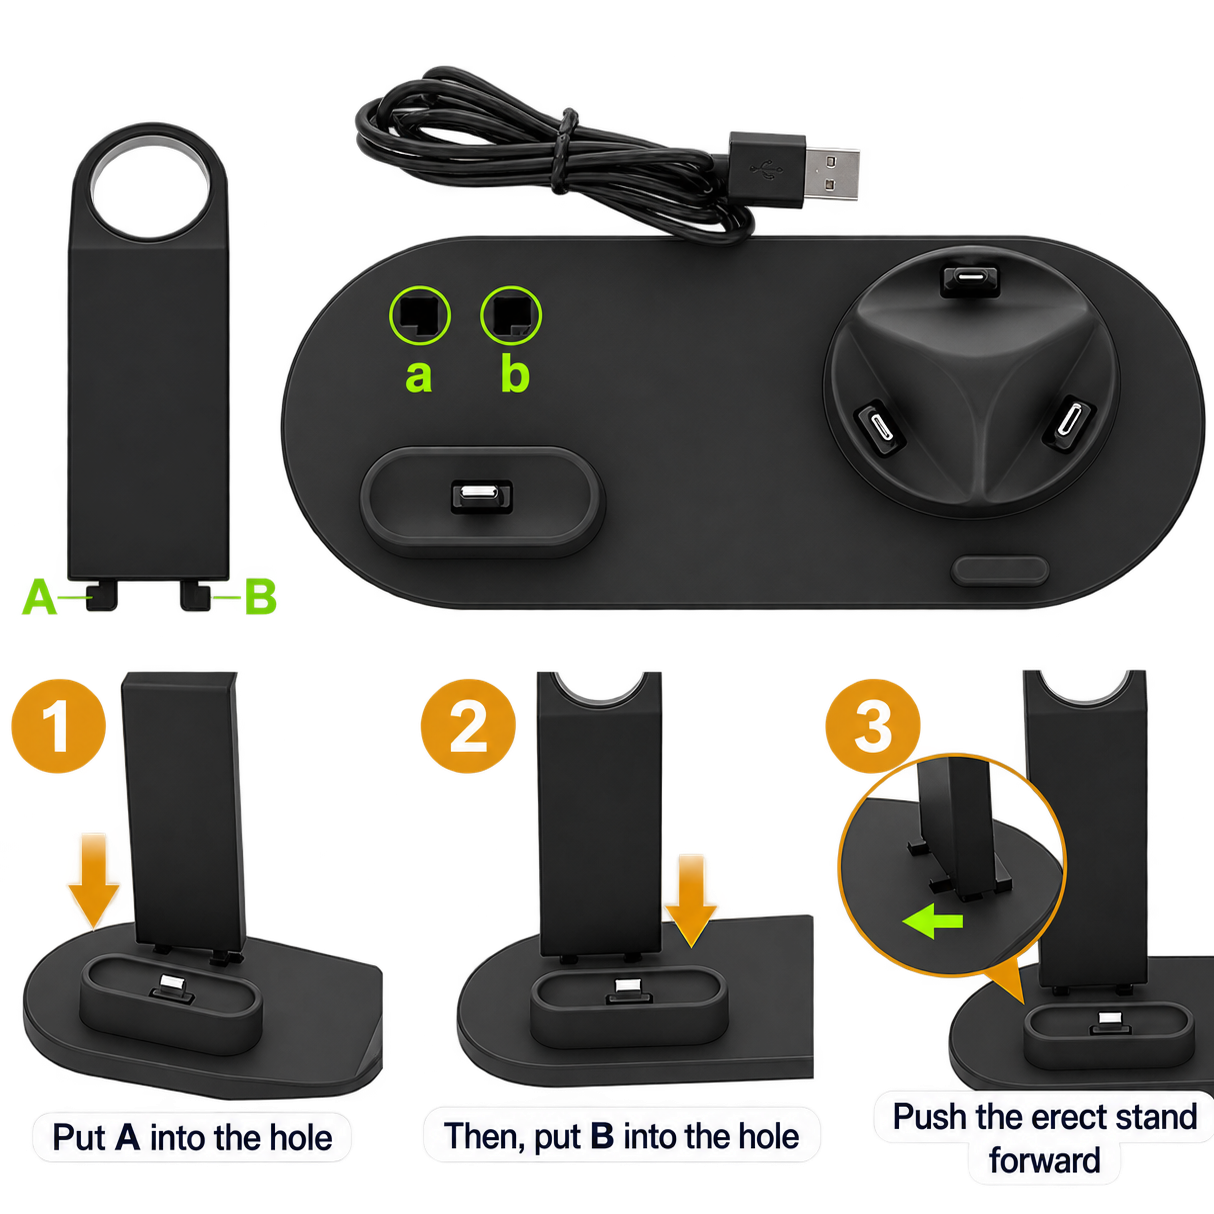 a
b
A
B
1
2
3
Put A into the hole
Then, put B into the hole
Push the erect stand
forward